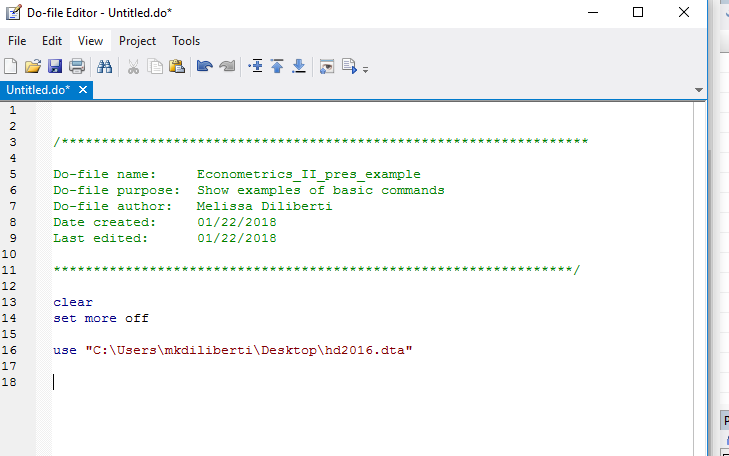 Do-file Editor - Untitled.do*
File Edit View Project Tools
Untitled.do* ×
1
2
3 /******************************************************************
4
5 Do-file name: Econometrics_II_pres_example
6 Do-file purpose: Show examples of basic commands
7 Do-file author: Melissa Diliberti
8 Date created: 01/22/2018
9 Last edited: 01/22/2018
10
11 *****************************************************************/
12
13 clear
14 set more off
15
16 use "C:\Users\mkdiliberti\Desktop\hd2016.dta"
17
18